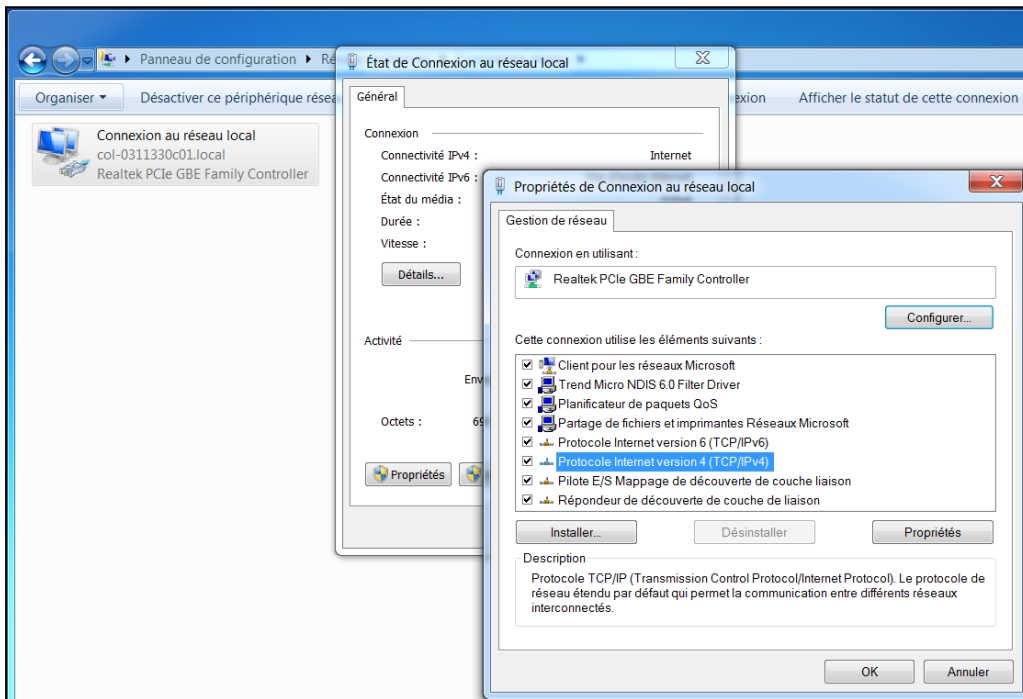 Panneau de configuration
Organiser
Désactiver ce périphérique
Afficher le statut de cette connexion
Connexion au réseau local
col-0311330c01.local
Realtek PCIe GBE Family Controller
État de Connexion au réseau local
Général
Connexion
Connectivité IPv4 :
Internet
Connectivité IPv6 :
État du média :
Durée :
Vitesse :
Détails...
Activité
Octets :
Propriétés
Propriétés de Connexion au réseau local
Gestion de réseau
Connexion en utilisant :
Realtek PCIe GBE Family Controller
Configurer...
Cette connexion utilise les éléments suivants :
Client pour les réseaux Microsoft
Trend Micro NDIS 6.0 Filter Driver
Planificateur de paquets QoS
Partage de fichiers et imprimantes Réseaux Microsoft
Protocole Internet version 6 (TCP/IPv6)
Protocole Internet version 4 (TCP/IPv4)
Pilote E/S Mappage de découverte de couche liaison
Répondeur de découverte de couche de liaison
Installer...
Désinstaller
Propriétés
Description
Protocole TCP/IP (Transmission Control Protocol/Internet Protocol). Le protocole de
réseau étendu par défaut qui permet la communication entre différents réseaux
interconnectés.
OK
Annuler